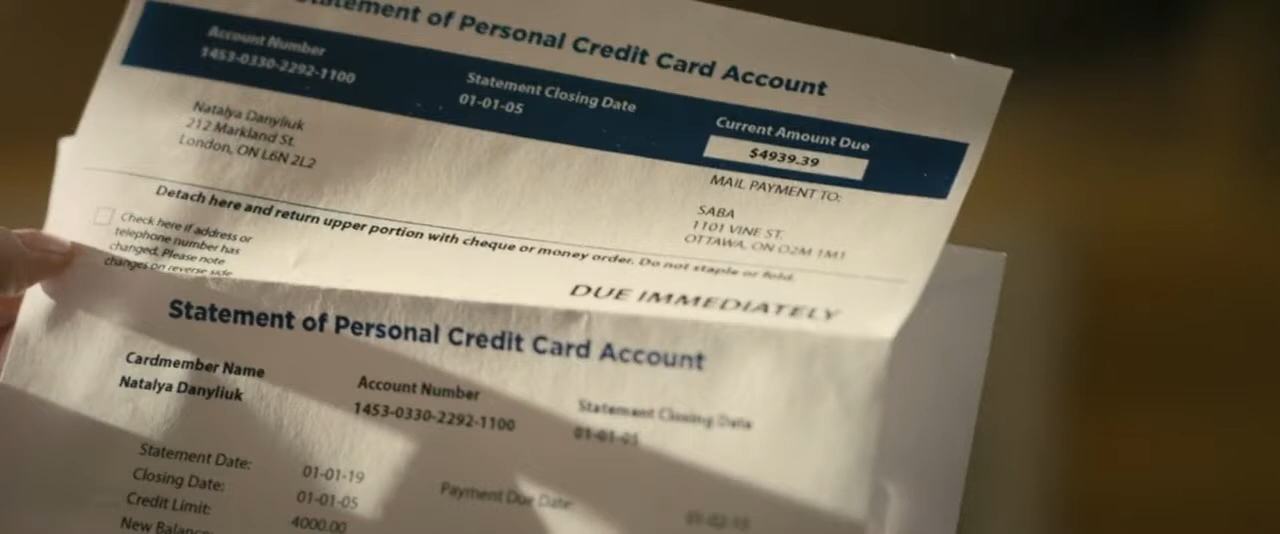 Statement of Personal Credit Card Account
Account Number
1453-0330-2292-1100
Statement Closing Date
01-01-05
Current Amount Due
$4939.39
Natalya Danyliuk
212 Markland St.
London, ON L6N 2L2
MAIL PAYMENT TO:
SABA
1101 VINE ST.
OTTAWA, ON O2M 1M1
Detach here and return upper portion with cheque or money order. Do not staple or fold.
Check here if address or
telephone number has
changed. Please note
changes on reverse side
DUE IMMEDIATELY
Statement of Personal Credit Card Account
Cardmember Name
Natalya Danyliuk
Account Number
1453-0330-2292-1100
Statement Closing Date
01-01-05
Statement Date: 01-01-19
Closing Date: 01-01-05
Credit Limit: 4000.00
New Balance
Payment Due Date